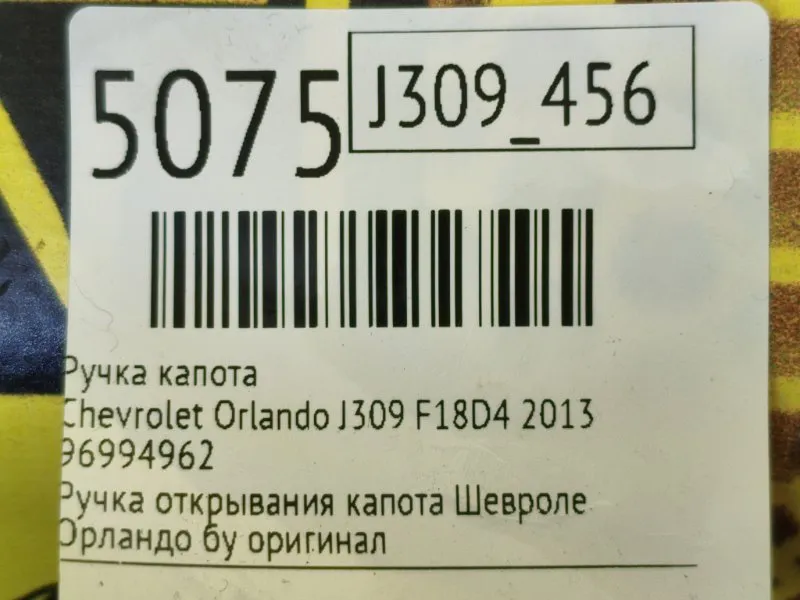 5075
J309_456
Ручка капота
Chevrolet Orlando J309 F18D4 2013
96994962
Ручка открывания капота Шевроле
Орландо бу оригинал